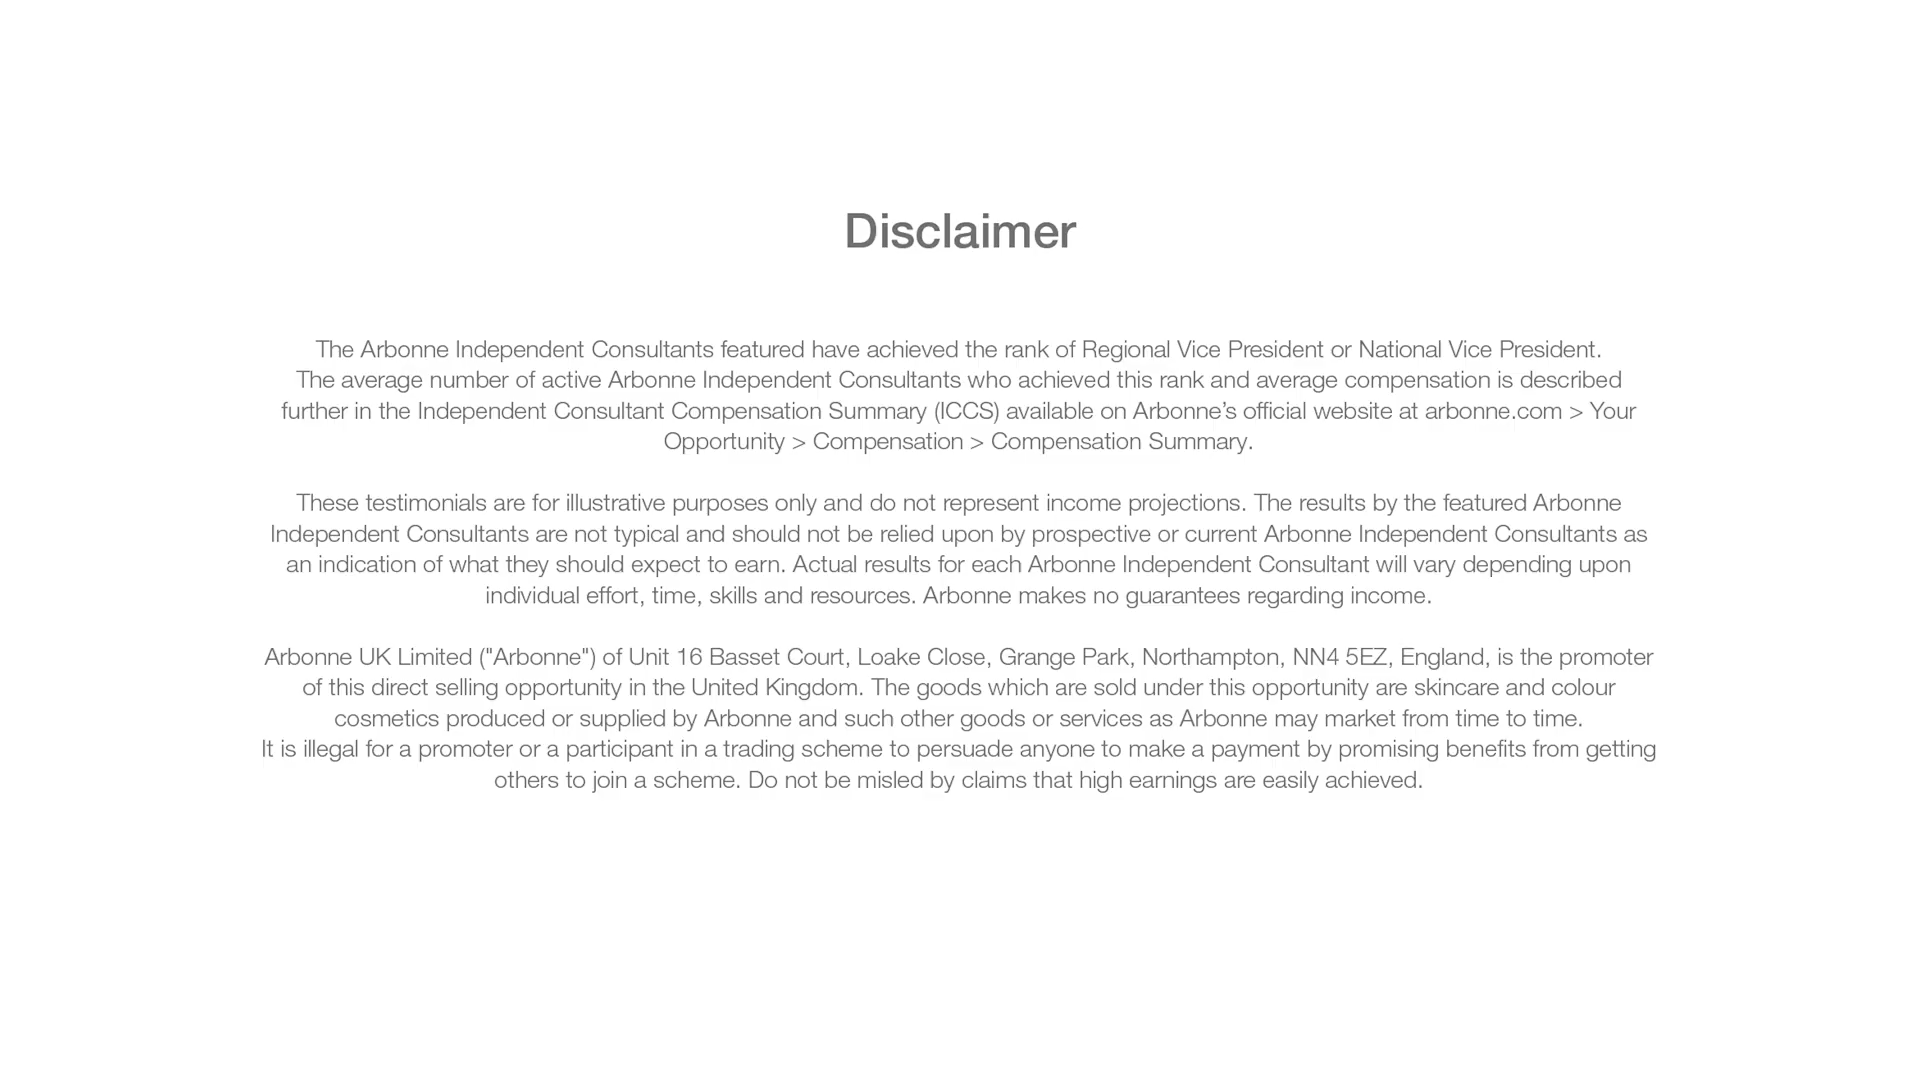 Disclaimer
The Arbonne Independent Consultants featured have achieved the rank of Regional Vice President or National Vice President.
The average number of active Arbonne Independent Consultants who achieved this rank and average compensation is described
further in the Independent Consultant Compensation Summary (ICCS) available on Arbonne’s official website at arbonne.com > Your
Opportunity > Compensation > Compensation Summary.
These testimonials are for illustrative purposes only and do not represent income projections. The results by the featured Arbonne
Independent Consultants are not typical and should not be relied upon by prospective or current Arbonne Independent Consultants as
an indication of what they should expect to earn. Actual results for each Arbonne Independent Consultant will vary depending upon
individual effort, time, skills and resources. Arbonne makes no guarantees regarding income.
Arbonne UK Limited ("Arbonne") of Unit 16 Basset Court, Loake Close, Grange Park, Northampton, NN4 5EZ, England, is the promoter
of this direct selling opportunity in the United Kingdom. The goods which are sold under this opportunity are skincare and colour
cosmetics produced or supplied by Arbonne and such other goods or services as Arbonne may market from time to time.
It is illegal for a promoter or a participant in a trading scheme to persuade anyone to make a payment by promising benefits from getting
others to join a scheme. Do not be misled by claims that high earnings are easily achieved.